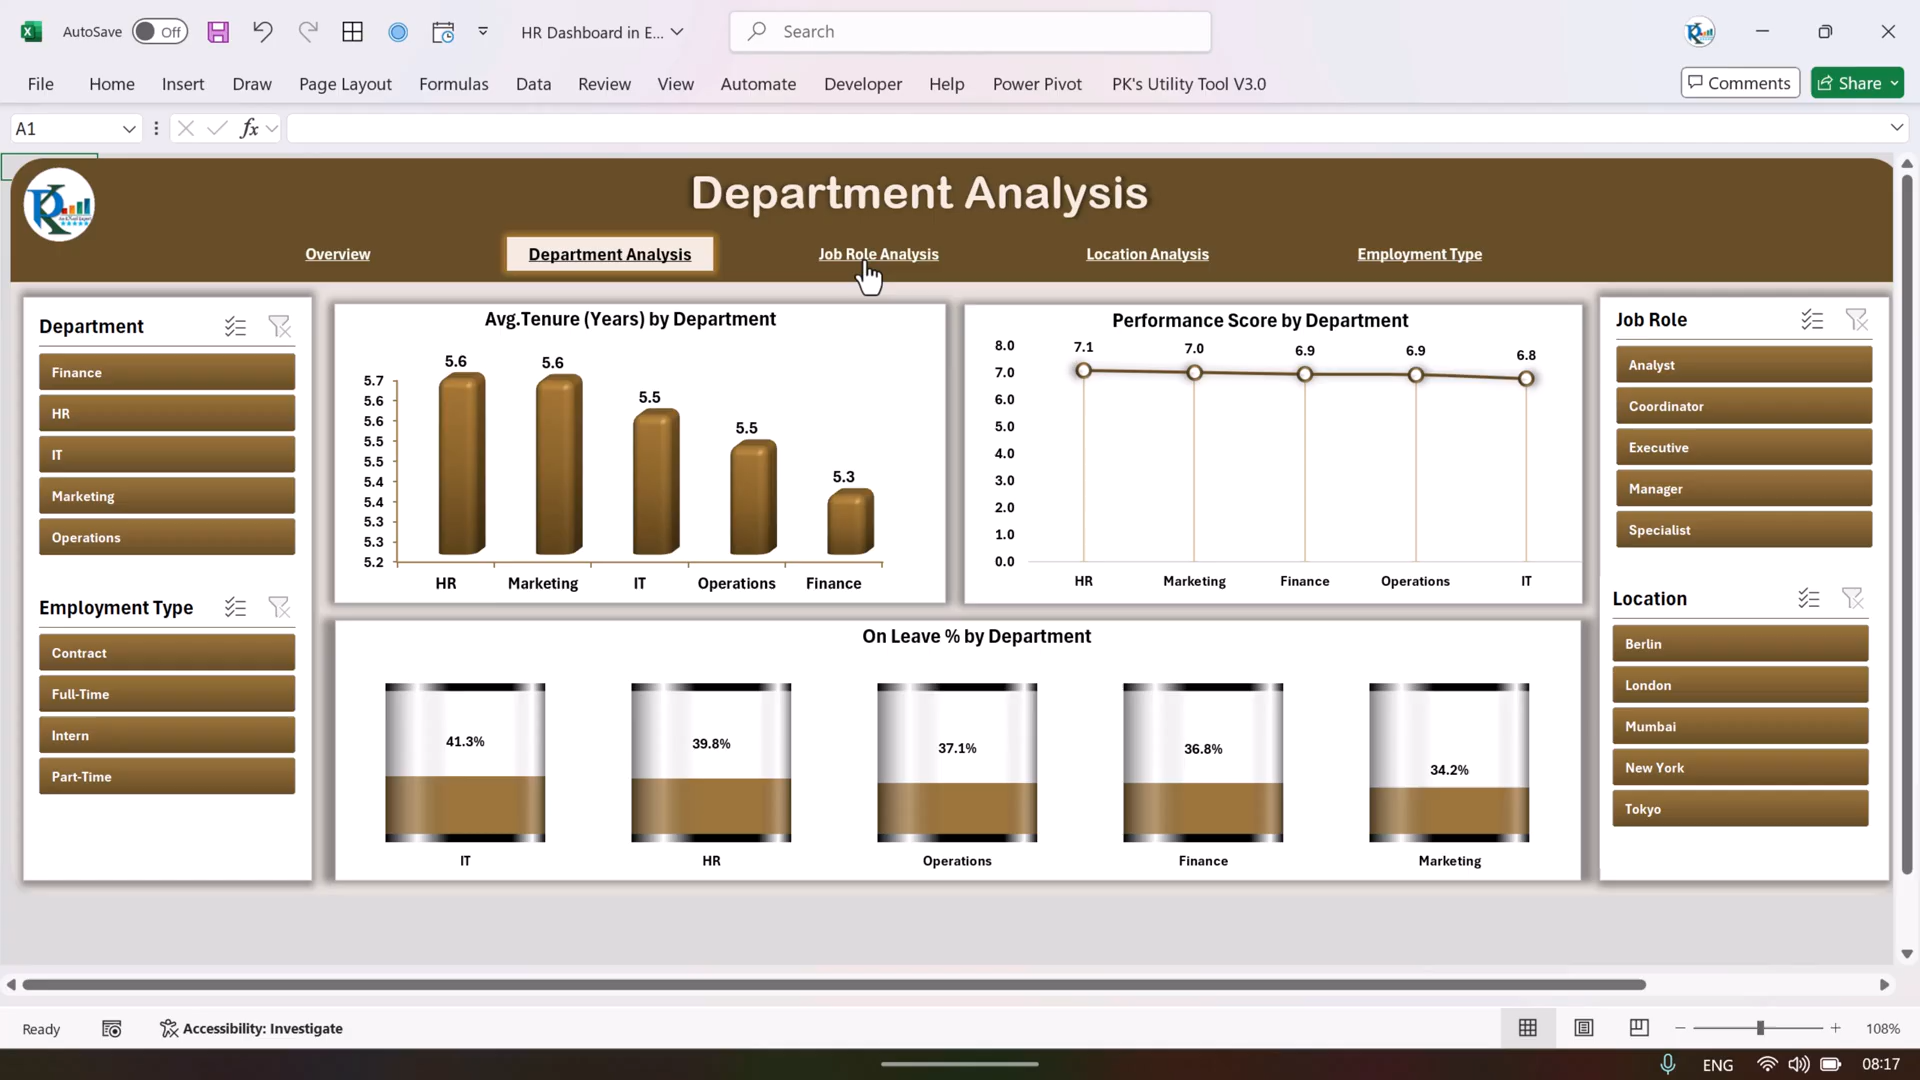 AutoSave Off HR Dashboard in E... Search
File Home Insert Draw Page Layout Formulas Data Review View Automate Developer Help Power Pivot PK's Utility Tool V3.0 Comments Share
A1 fx
Department Analysis
Overview Department Analysis Job Role Analysis Location Analysis Employment Type
Department
Finance
HR
IT
Marketing
Operations
Employment Type
Contract
Full-Time
Intern
Part-Time
Avg.Tenure (Years) by Department
5.6 5.6 5.5 5.5 5.3
5.7
5.6
5.6
5.5
5.5
5.4
5.4
5.3
5.3
5.2
HR Marketing IT Operations Finance
Performance Score by Department
7.1 7.0 6.9 6.9 6.8
8.0
7.0
6.0
5.0
4.0
3.0
2.0
1.0
0.0
HR Marketing Finance Operations IT
On Leave % by Department
41.3% 39.8% 37.1% 36.8% 34.2%
IT HR Operations Finance Marketing
Job Role
Analyst
Coordinator
Executive
Manager
Specialist
Location
Berlin
London
Mumbai
New York
Tokyo
Ready Accessibility: Investigate 108%
ENG 08:17